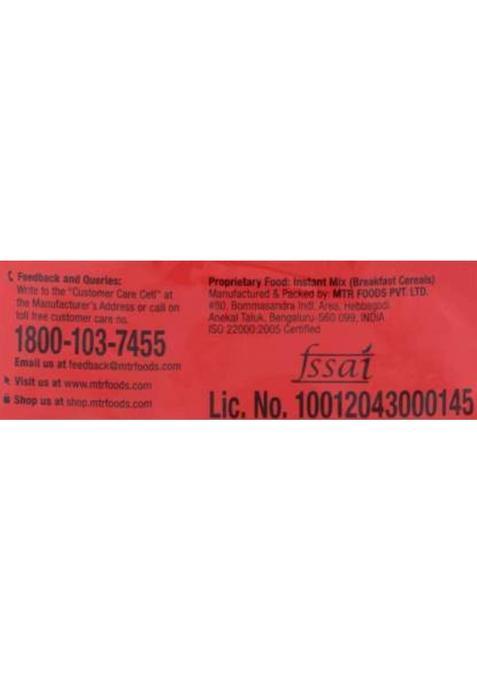 Feedback and Queries:
Write to the "Customer Care Cell" at
the Manufacturer's Address or call on
toll free customer care no.
1800-103-7455
Email us at feedback@mtrfoods.com
Visit us at www.mtrfoods.com
Shop us at shop.mtrfoods.com
Proprietary Food: Instant Mix (Breakfast Cereals)
Manufactured & Packed by: MTR FOODS PVT. LTD.
Bommasandra Indl. Area, Hebbagodi
Anekal Taluk, Bengaluru-560 099, INDIA
ISO 22000:2005 Certified
fssai
Lic. No. 10012043000145